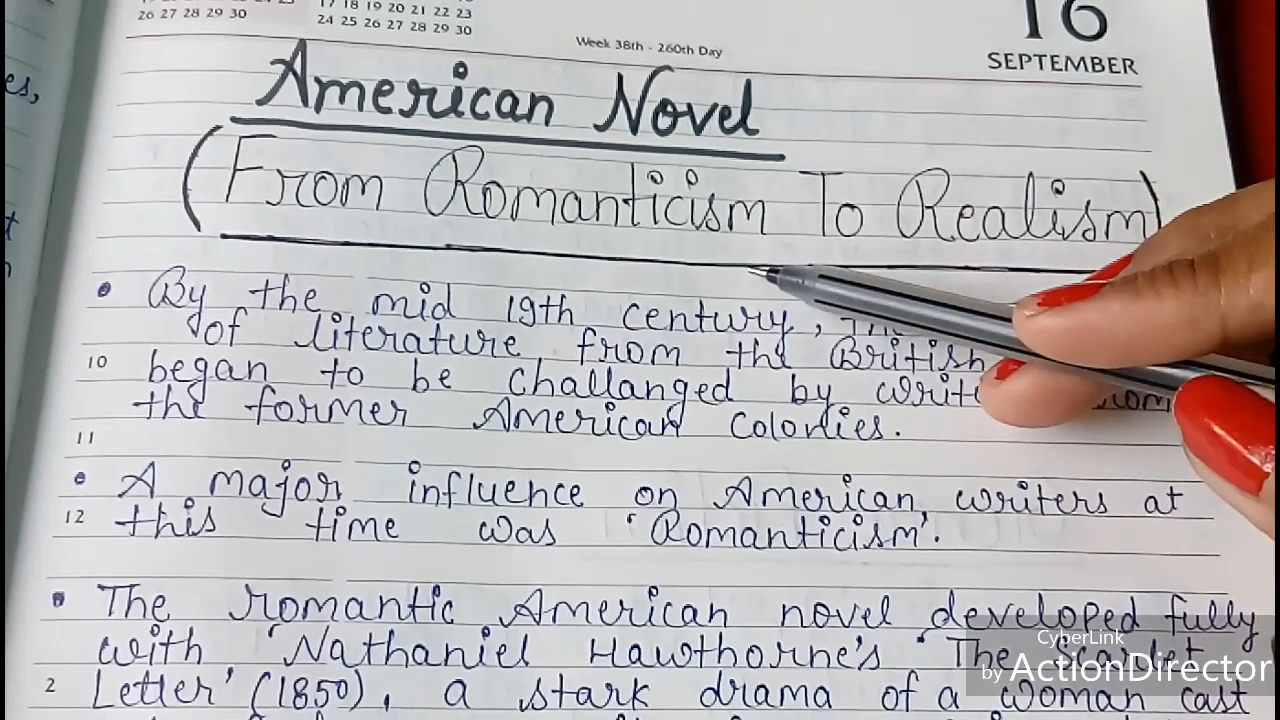 26 27 28 29 30
17 18 19 20 21 22 23
24 25 26 27 28 29 30
Week 38th - 260th Day
16
SEPTEMBER
es,
American Novel
(From Romanticism To Realism)
• By the mid 19th century,
of literature from the British
10 began to be challanged by
the former American colonies.
11
• A major influence on American writers at
12 this time was 'Romanticism'.
• The romantic American novel developed fully
with Nathaniel Hawthorne's 'The Scarlet
2 Letter' (1850), a stark drama of a woman cast
CyberLink
by ActionDirector